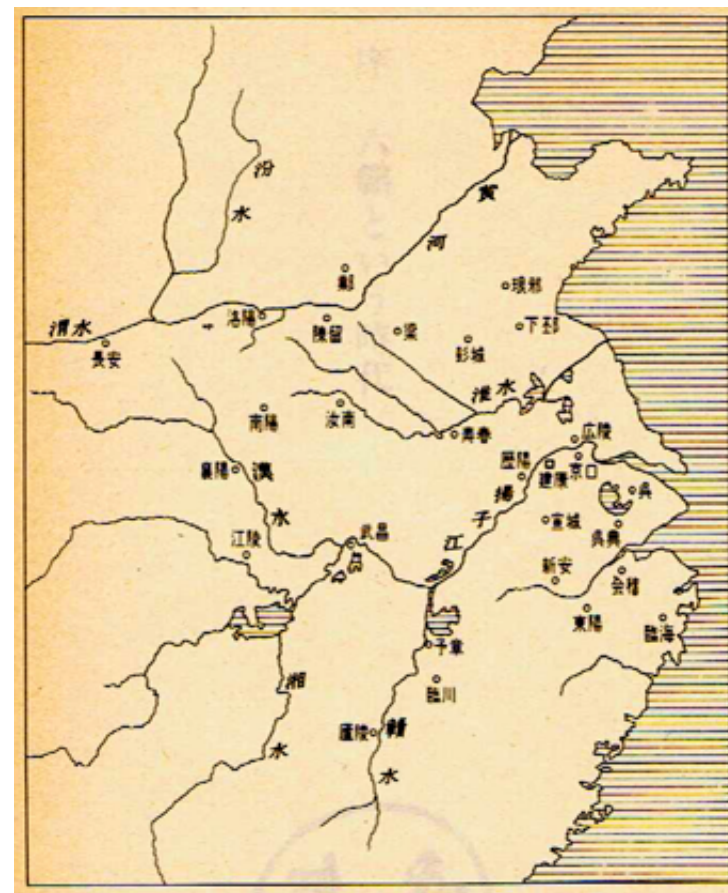 汾水
黄河
鄴
琅邪
渭水
洛陽
陳留
梁
下邳
彭城
長安
淮水
汝南
南陽
寿春
広陵
歴陽
建康
京口
襄陽
漢水
揚子江
呉
宣城
呉興
武昌
江陵
新安
会稽
東陽
臨海
予章
臨川
湘水
廬陵
贛水